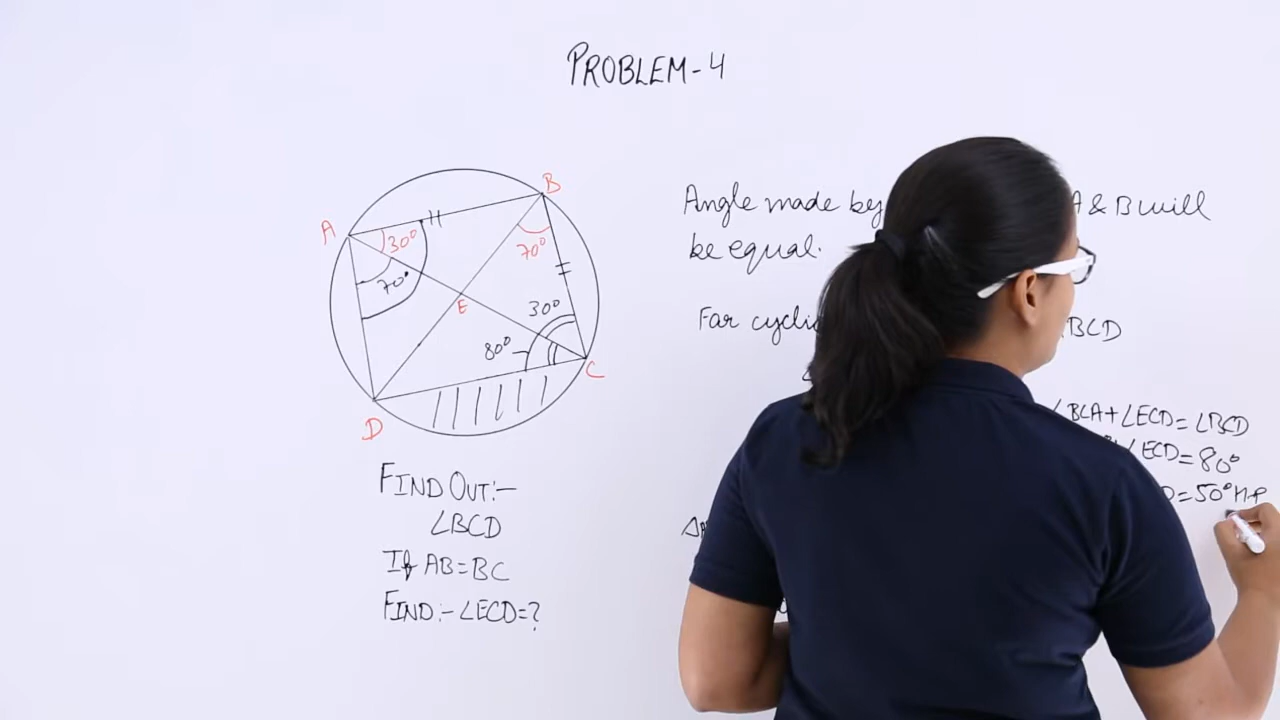 PROBLEM-4
A
B
C
D
E
30°
70°
70°
30°
80°
FIND OUT:-
∠BCD
If AB=BC
FIND:- ∠ECD=?
Angle made by A & B will
be equal.
For cyclic BCD
∠BCA+∠ECD=∠BCD
∠ECD=80°
=50°